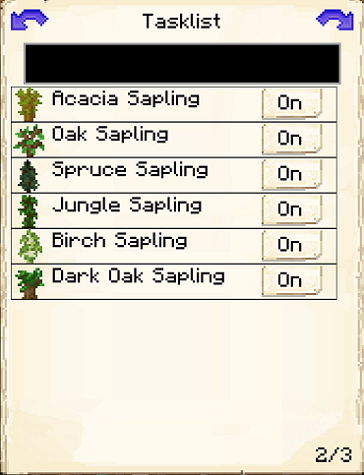 Tasklist
Acacia Sapling On
Oak Sapling On
Spruce Sapling On
Jungle Sapling On
Birch Sapling On
Dark Oak Sapling On
2/3